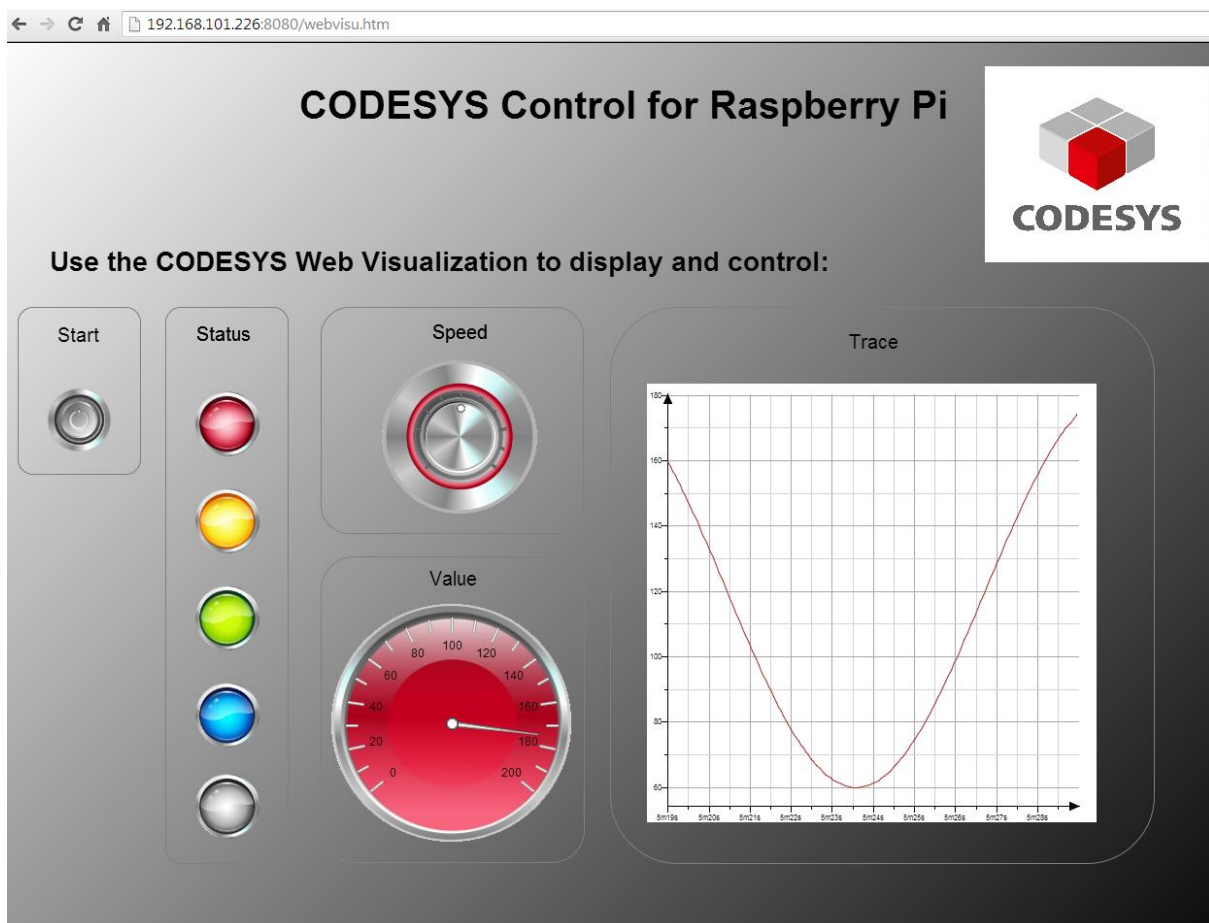 192.168.101.226:8080/webvisu.htm
CODESYS Control for Raspberry Pi
CODESYS
Use the CODESYS Web Visualization to display and control:
Start
Status
Speed
Trace
Value
0
20
40
60
80
100
120
140
160
180
200
180
160
140
120
100
80
60
5m19s 5m20s 5m21s 5m22s 5m23s 5m24s 5m25s 5m26s 5m27s 5m28s